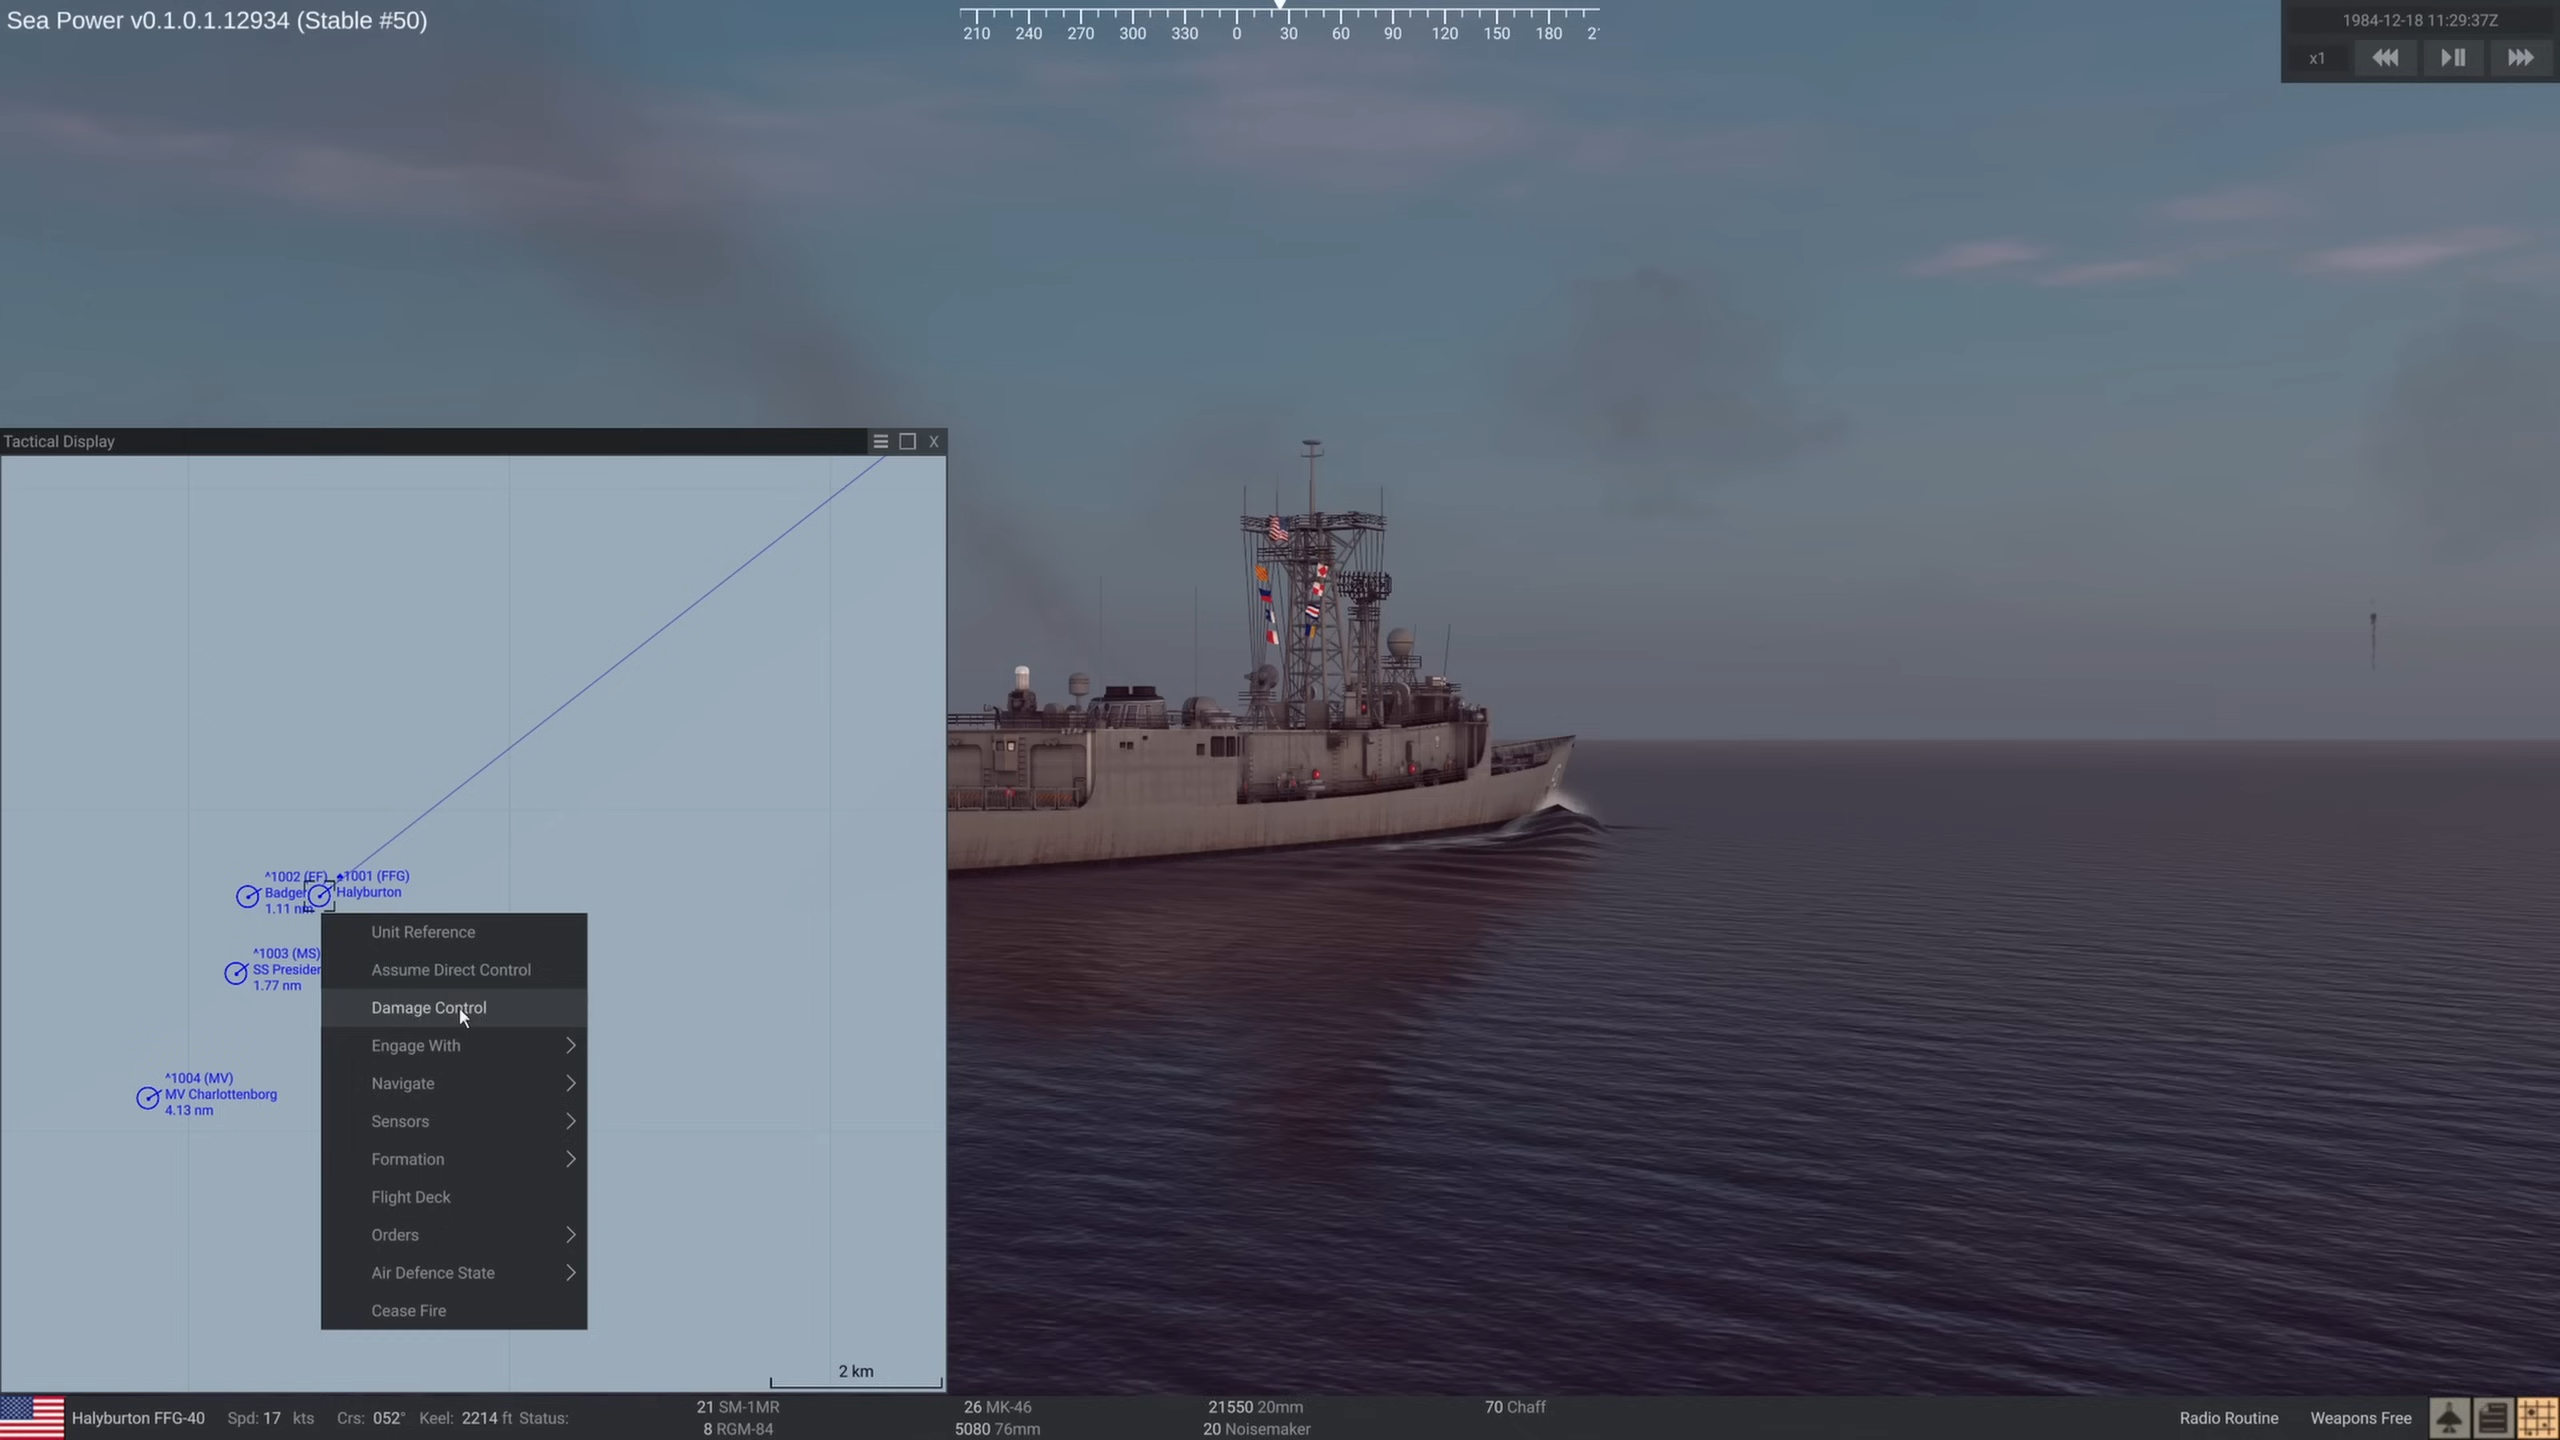 Sea Power v0.1.0.1.12934 (Stable #50)
210 240 270 300 330 0 30 60 90 120 150 180
1984-12-18 11:29:37Z
x1
Tactical Display X
^1002 (EF)
Badger
1.11 nm
1001 (FFG)
Halyburton
^1003 (MS)
SS Presiden
1.77 nm
^1004 (MV)
MV Charlottenborg
4.13 nm
Unit Reference
Assume Direct Control
Damage Control
Engage With
Navigate
Sensors
Formation
Flight Deck
Orders
Air Defence State
Cease Fire
2 km
Halyburton FFG-40 Spd: 17 kts Crs: 052° Keel: 2214 ft Status:
21 SM-1MR
8 RGM-84
26 MK-46
5080 76mm
21550 20mm
20 Noisemaker
70 Chaff
Radio Routine Weapons Free